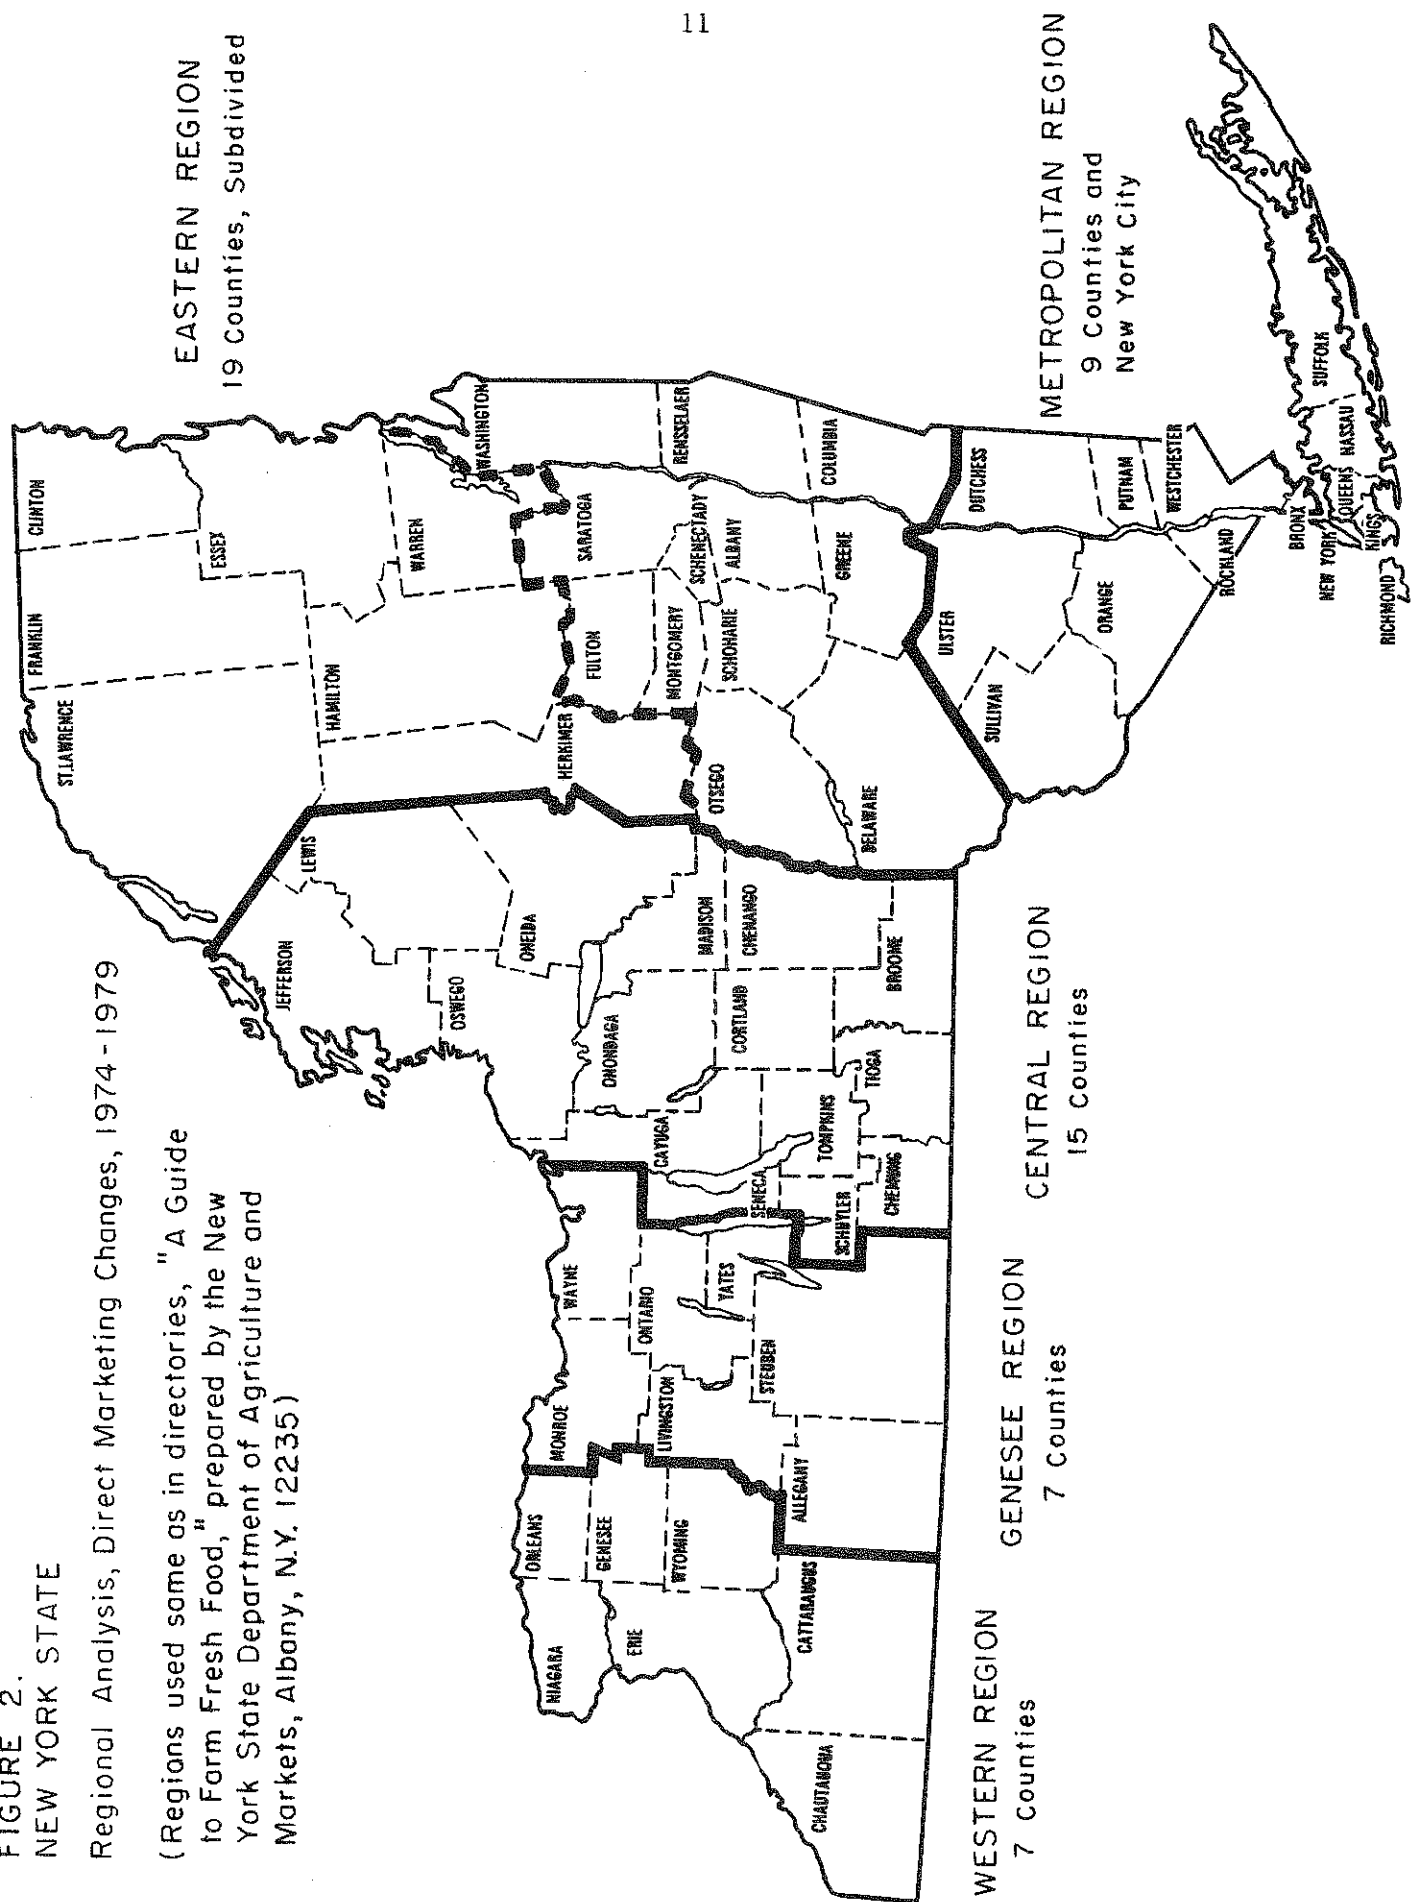 11
FIGURE 2.
NEW YORK STATE
Regional Analysis, Direct Marketing Changes, 1974-1979
(Regions used same as in directories, "A Guide
to Farm Fresh Food," prepared by the New
York State Department of Agriculture and
Markets, Albany, N.Y. 12235)
EASTERN REGION
19 Counties, Subdivided
CLINTON
FRANKLIN
ST. LAWRENCE
ESSEX
HAMILTON
WARREN
WASHINGTON
HERKIMER
FULTON
SARATOGA
MONTGOMERY
SCHENECTADY
RENSSELAER
OTSEGO
SCHOHARIE
ALBANY
DELAWARE
GREENE
COLUMBIA
JEFFERSON
LEWIS
OSWEGO
ONEIDA
ONONDAGA
MADISON
CAYUGA
CORTLAND
CHENANGO
SENECA
TOMPKINS
TIOGA
BROOME
SCHUYLER
CHEMUNG
WAYNE
MONROE
ONTARIO
LIVINGSTON
YATES
STEUBEN
ALLEGANY
NIAGARA
ORLEANS
GENESEE
ERIE
WYOMING
CATTARAUGUS
CHAUTAUQUA
ULSTER
DUTCHESS
SULLIVAN
ORANGE
PUTNAM
ROCKLAND
WESTCHESTER
BRONX
NEW YORK
QUEENS
KINGS
RICHMOND
NASSAU
SUFFOLK
METROPOLITAN REGION
9 Counties and
New York City
WESTERN REGION
7 Counties
GENESEE REGION
7 Counties
CENTRAL REGION
15 Counties